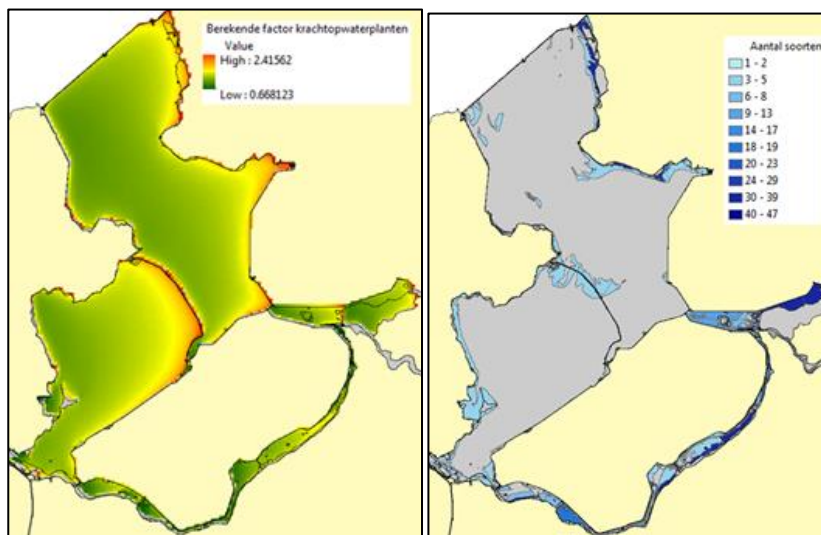 Berekende factor krachtopwaterplanten
Value
High : 2.41562
Low : 0.668123
Aantal soorten
1 - 2
3 - 5
6 - 8
9 - 13
14 - 17
18 - 19
20 - 23
24 - 29
30 - 39
40 - 47